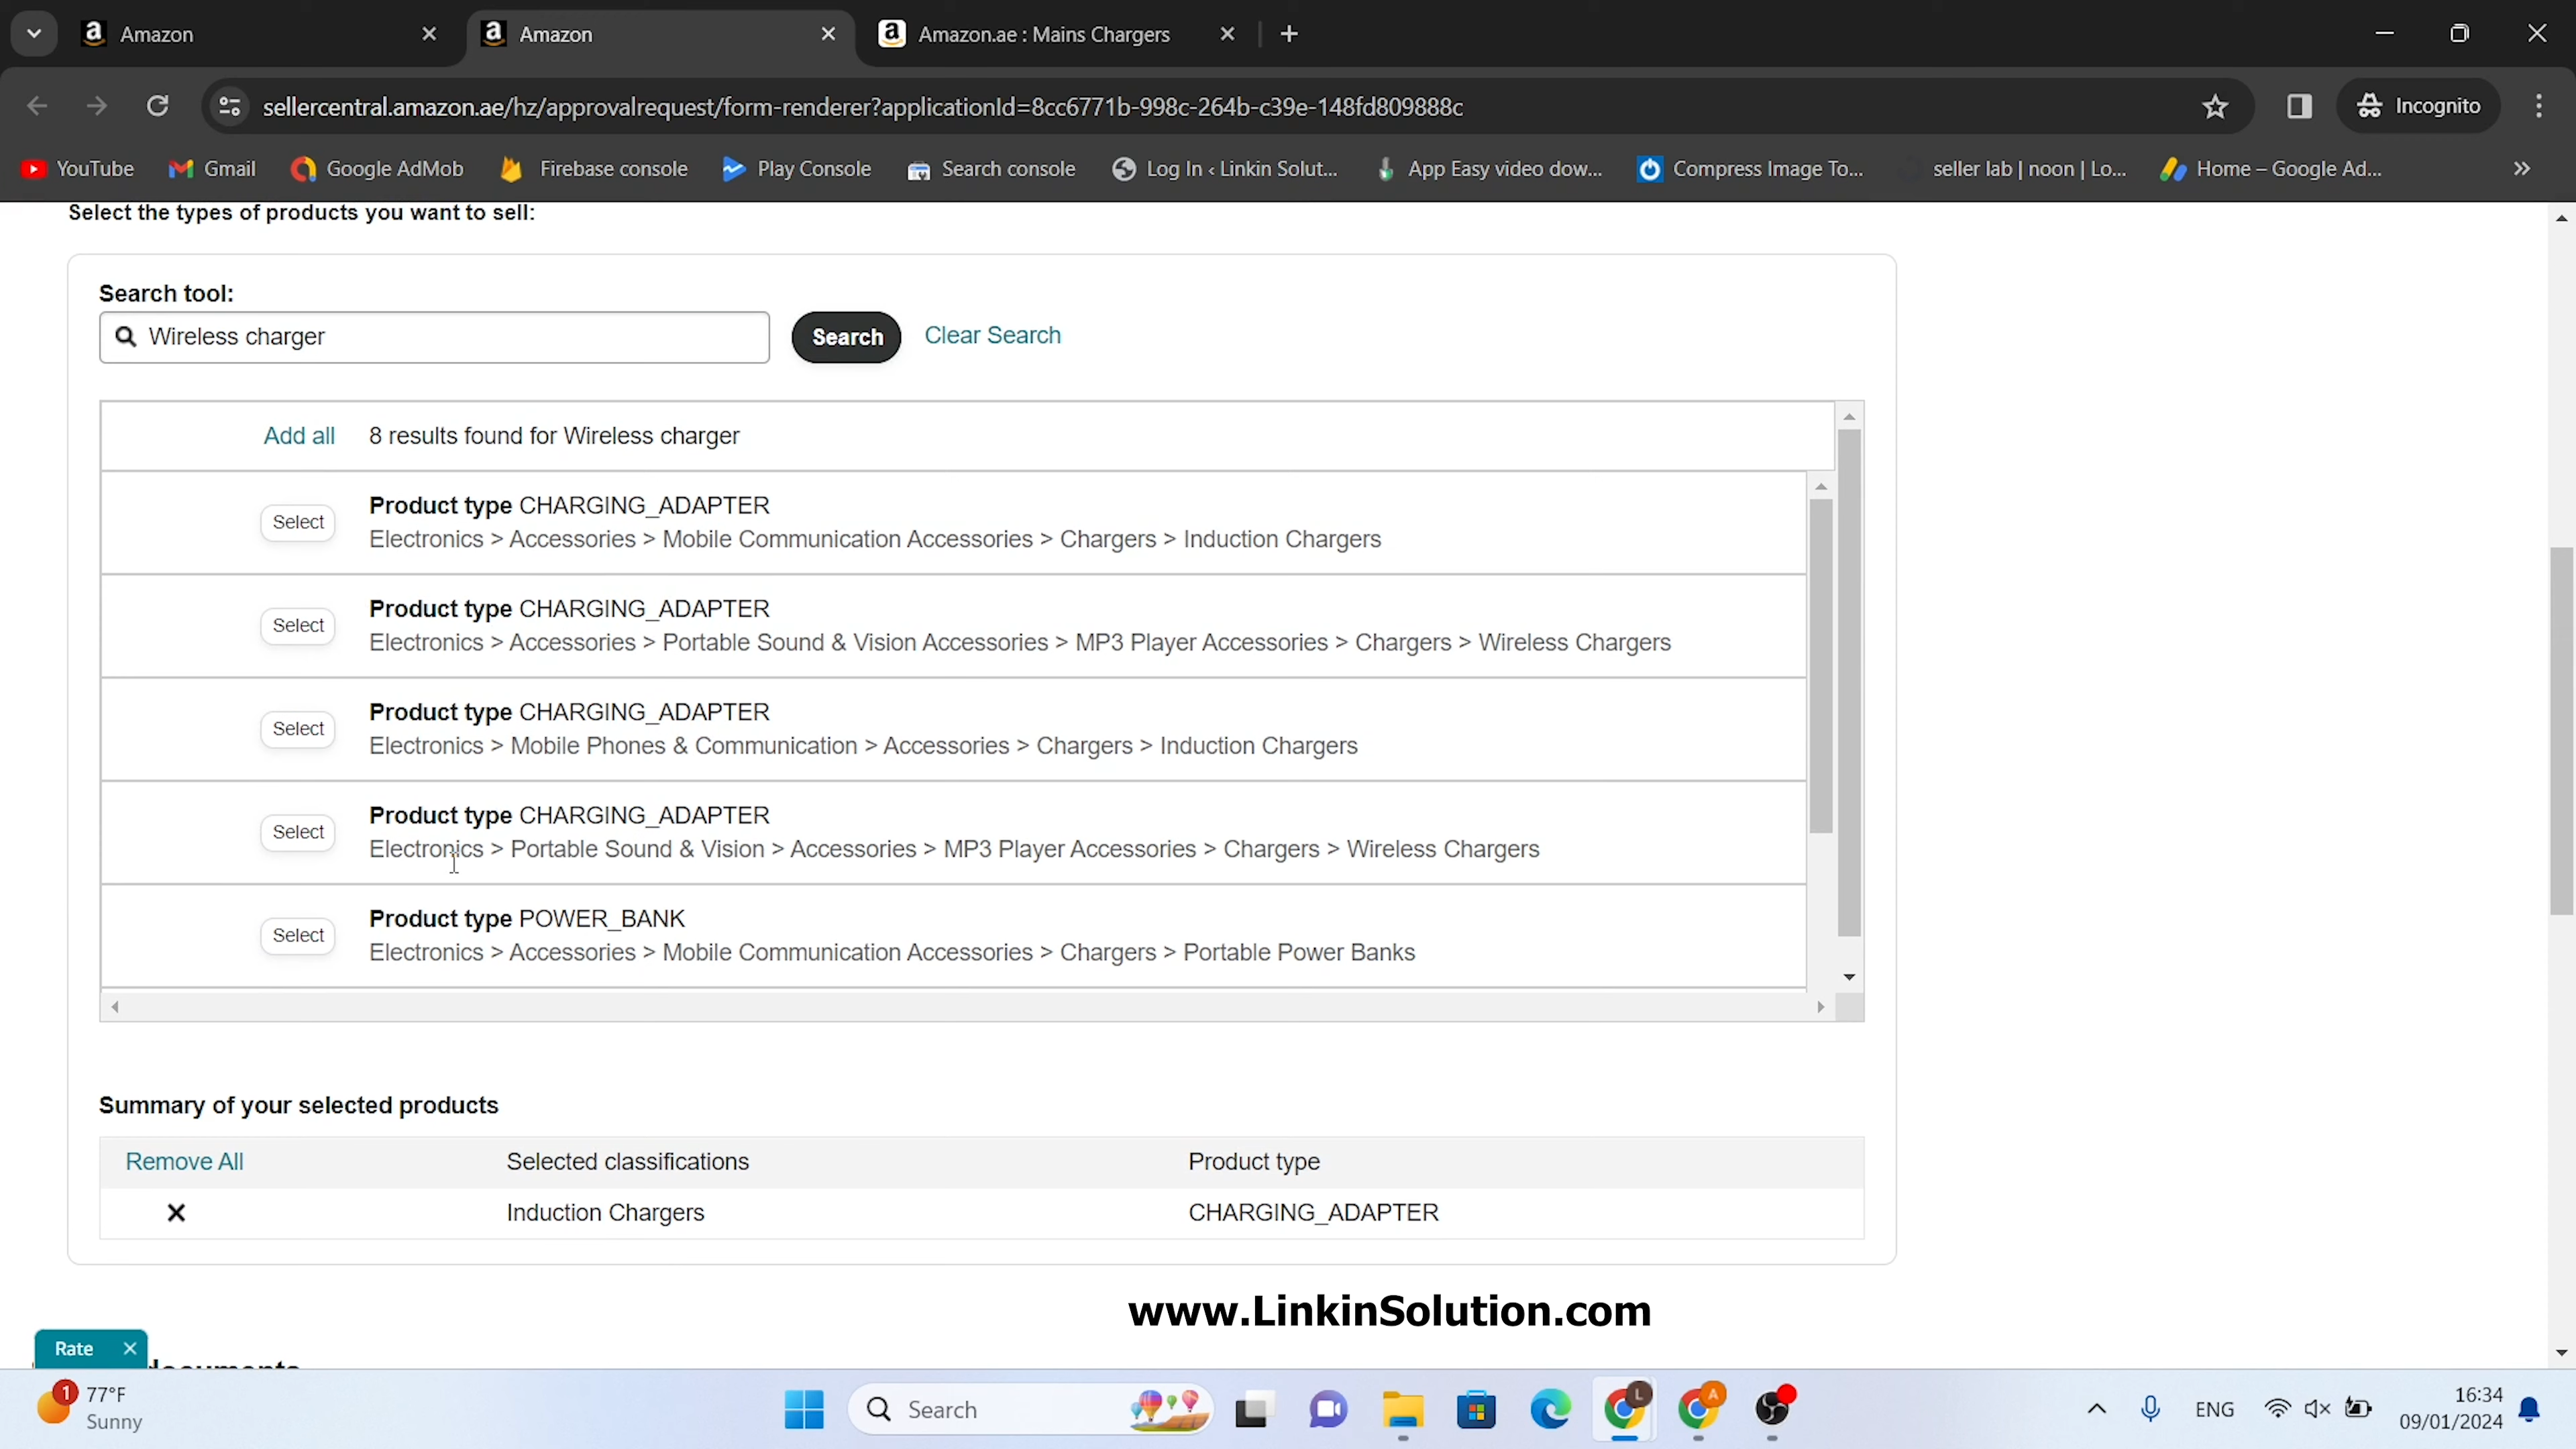 Amazon
Amazon
Amazon.ae : Mains Chargers
sellercentral.amazon.ae/hz/approvalrequest/form-renderer?applicationId=8cc6771b-998c-264b-c39e-148fd809888c
Incognito
YouTube
Gmail
Google AdMob
Firebase console
Play Console
Search console
Log In ‹ Linkin Solut...
App Easy video dow...
Compress Image To...
seller lab | noon | Lo...
Home – Google Ad...
Select the types of products you want to sell:
Search tool:
Wireless charger
Search
Clear Search
Add all
8 results found for Wireless charger
Select
Product type CHARGING_ADAPTER
Electronics > Accessories > Mobile Communication Accessories > Chargers > Induction Chargers
Select
Product type CHARGING_ADAPTER
Electronics > Accessories > Portable Sound & Vision Accessories > MP3 Player Accessories > Chargers > Wireless Chargers
Select
Product type CHARGING_ADAPTER
Electronics > Mobile Phones & Communication > Accessories > Chargers > Induction Chargers
Select
Product type CHARGING_ADAPTER
Electronics > Portable Sound & Vision > Accessories > MP3 Player Accessories > Chargers > Wireless Chargers
Select
Product type POWER_BANK
Electronics > Accessories > Mobile Communication Accessories > Chargers > Portable Power Banks
Summary of your selected products
Remove All
Selected classifications
Product type
Induction Chargers
CHARGING_ADAPTER
www.LinkinSolution.com
Rate
documents
1
77°F
Sunny
Search
L
A
ENG
16:34
09/01/2024